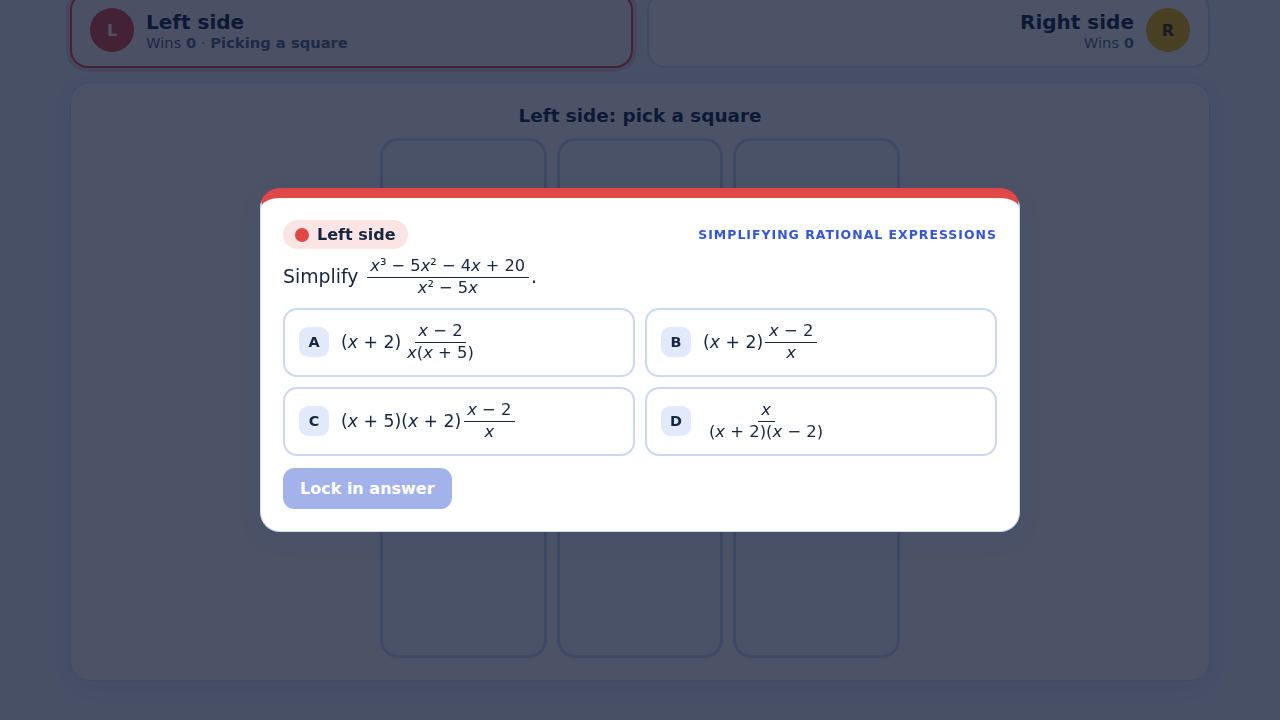 L
Left side
Wins 0 · Picking a square
Right side
Wins 0
R
Left side: pick a square
Left side
SIMPLIFYING RATIONAL EXPRESSIONS
Simplify (x³ − 5x² − 4x + 20)/(x² − 5x).
A (x + 2) (x − 2)/(x(x + 5))
B (x + 2) (x − 2)/x
C (x + 5)(x + 2) (x − 2)/x
D x/((x + 2)(x − 2))
Lock in answer